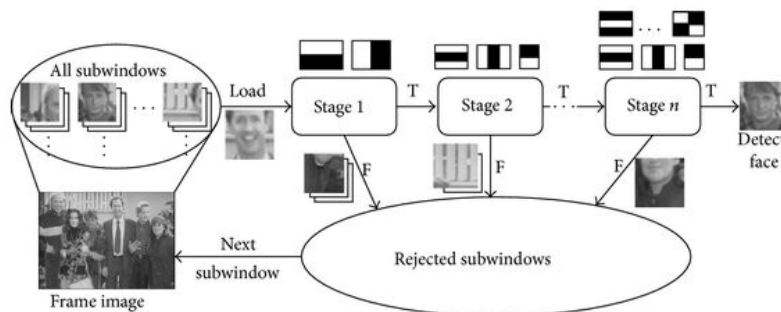 All subwindows
Load
Stage 1
T
Stage 2
T
Stage n
T
Detect
face
F
F
F
Rejected subwindows
Next
subwindow
Frame image